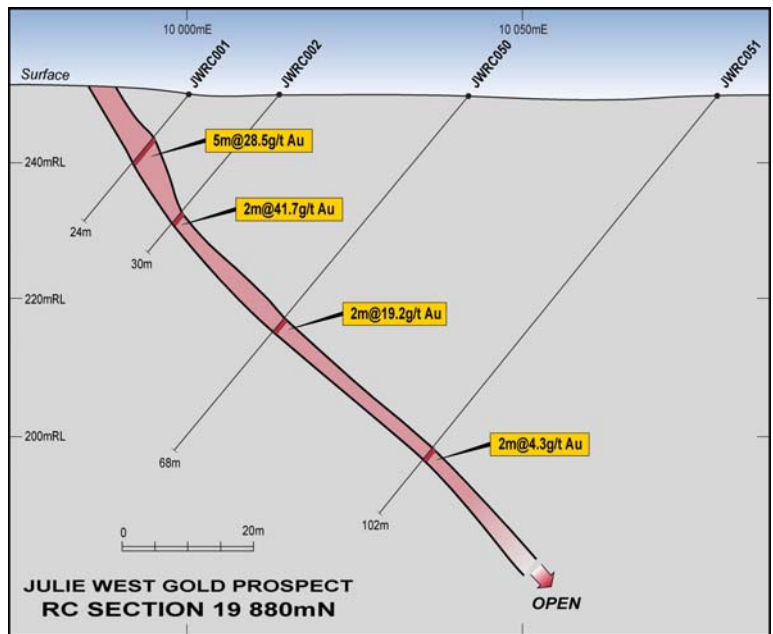 10 000mE
10 050mE
Surface
JWRC001
JWRC002
JWRC050
JWRC051
5m@28.5g/t Au
240mRL
2m@41.7g/t Au
24m
30m
220mRL
2m@19.2g/t Au
200mRL
2m@4.3g/t Au
68m
102m
0
20m
JULIE WEST GOLD PROSPECT
RC SECTION 19 880mN
OPEN